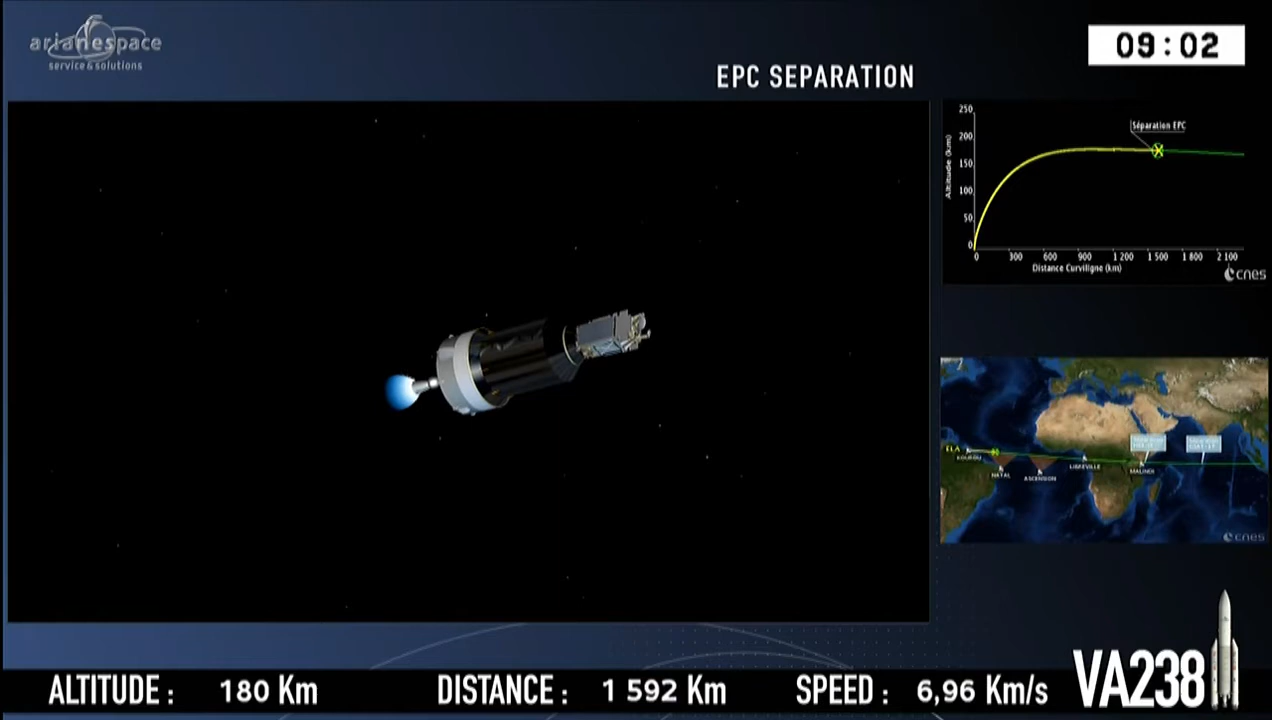 arianespace
service & solutions
09:02
EPC SEPARATION
250
200
150
100
50
0
Altitude (km)
Séparation EPC
0 300 600 900 1 200 1 500 1 800 2 100
Distance Curviligne (km)
cnes
KOUROU
NATAL
ASCENSION
LIBREVILLE
MALINDI
cnes
VA238
ALTITUDE : 180 Km DISTANCE : 1 592 Km SPEED : 6,96 Km/s